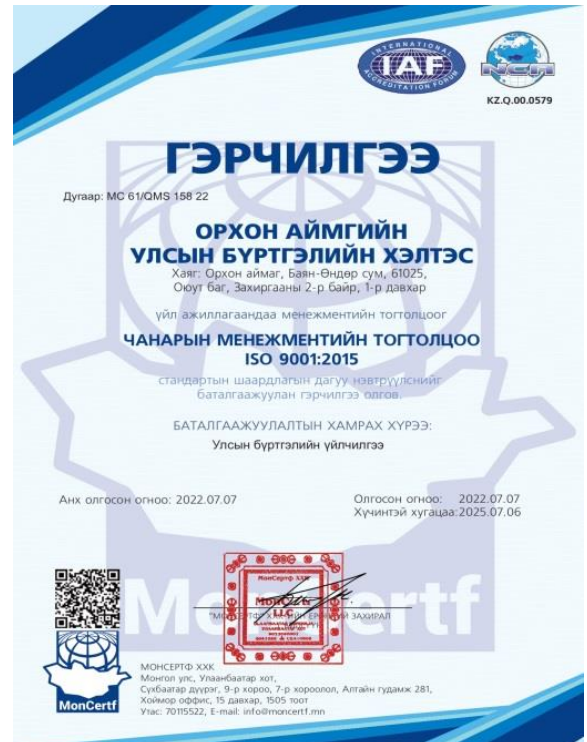 INTERNATIONAL
IAF
ACCREDITATION FORUM
KZ.Q.00.0579
ГЭРЧИЛГЭЭ
Дугаар: MC 61/QMS 158 22
ОРХОН АЙМГИЙН
УЛСЫН БҮРТГЭЛИЙН ХЭЛТЭС
Хаяг: Орхон аймаг, Баян-Өндөр сум, 61025,
Оюут баг, Захиргааны 2-р байр, 1-р давхар
үйл ажиллагаандаа менежментийн тогтолцоог
ЧАНАРЫН МЕНЕЖМЕНТИЙН ТОГТОЛЦОО
ISO 9001:2015
стандартын шаардлагын дагуу нэвтрүүлснийг
баталгаажуулан гэрчилгээ олгов.
БАТАЛГААЖУУЛАЛТЫН ХАМРАХ ХҮРЭЭ:
Улсын бүртгэлийн үйлчилгээ
Анх олгосон огноо: 2022.07.07
Олгосон огноо: 2022.07.07
Хүчинтэй хугацаа:2025.07.06
MonCertf
МонСертф ХХК
LLC
ЗАХИРАЛ
MonCertf
МОНСЕРТФ ХХК
Монгол улс, Улаанбаатар хот,
Сүхбаатар дүүрэг, 9-р хороо, 7-р хороолол, Алтайн гудамж 281,
Хоймор оффис, 15 давхар, 1505 тоот
Утас: 70115522, E-mail: info@moncertf.mn